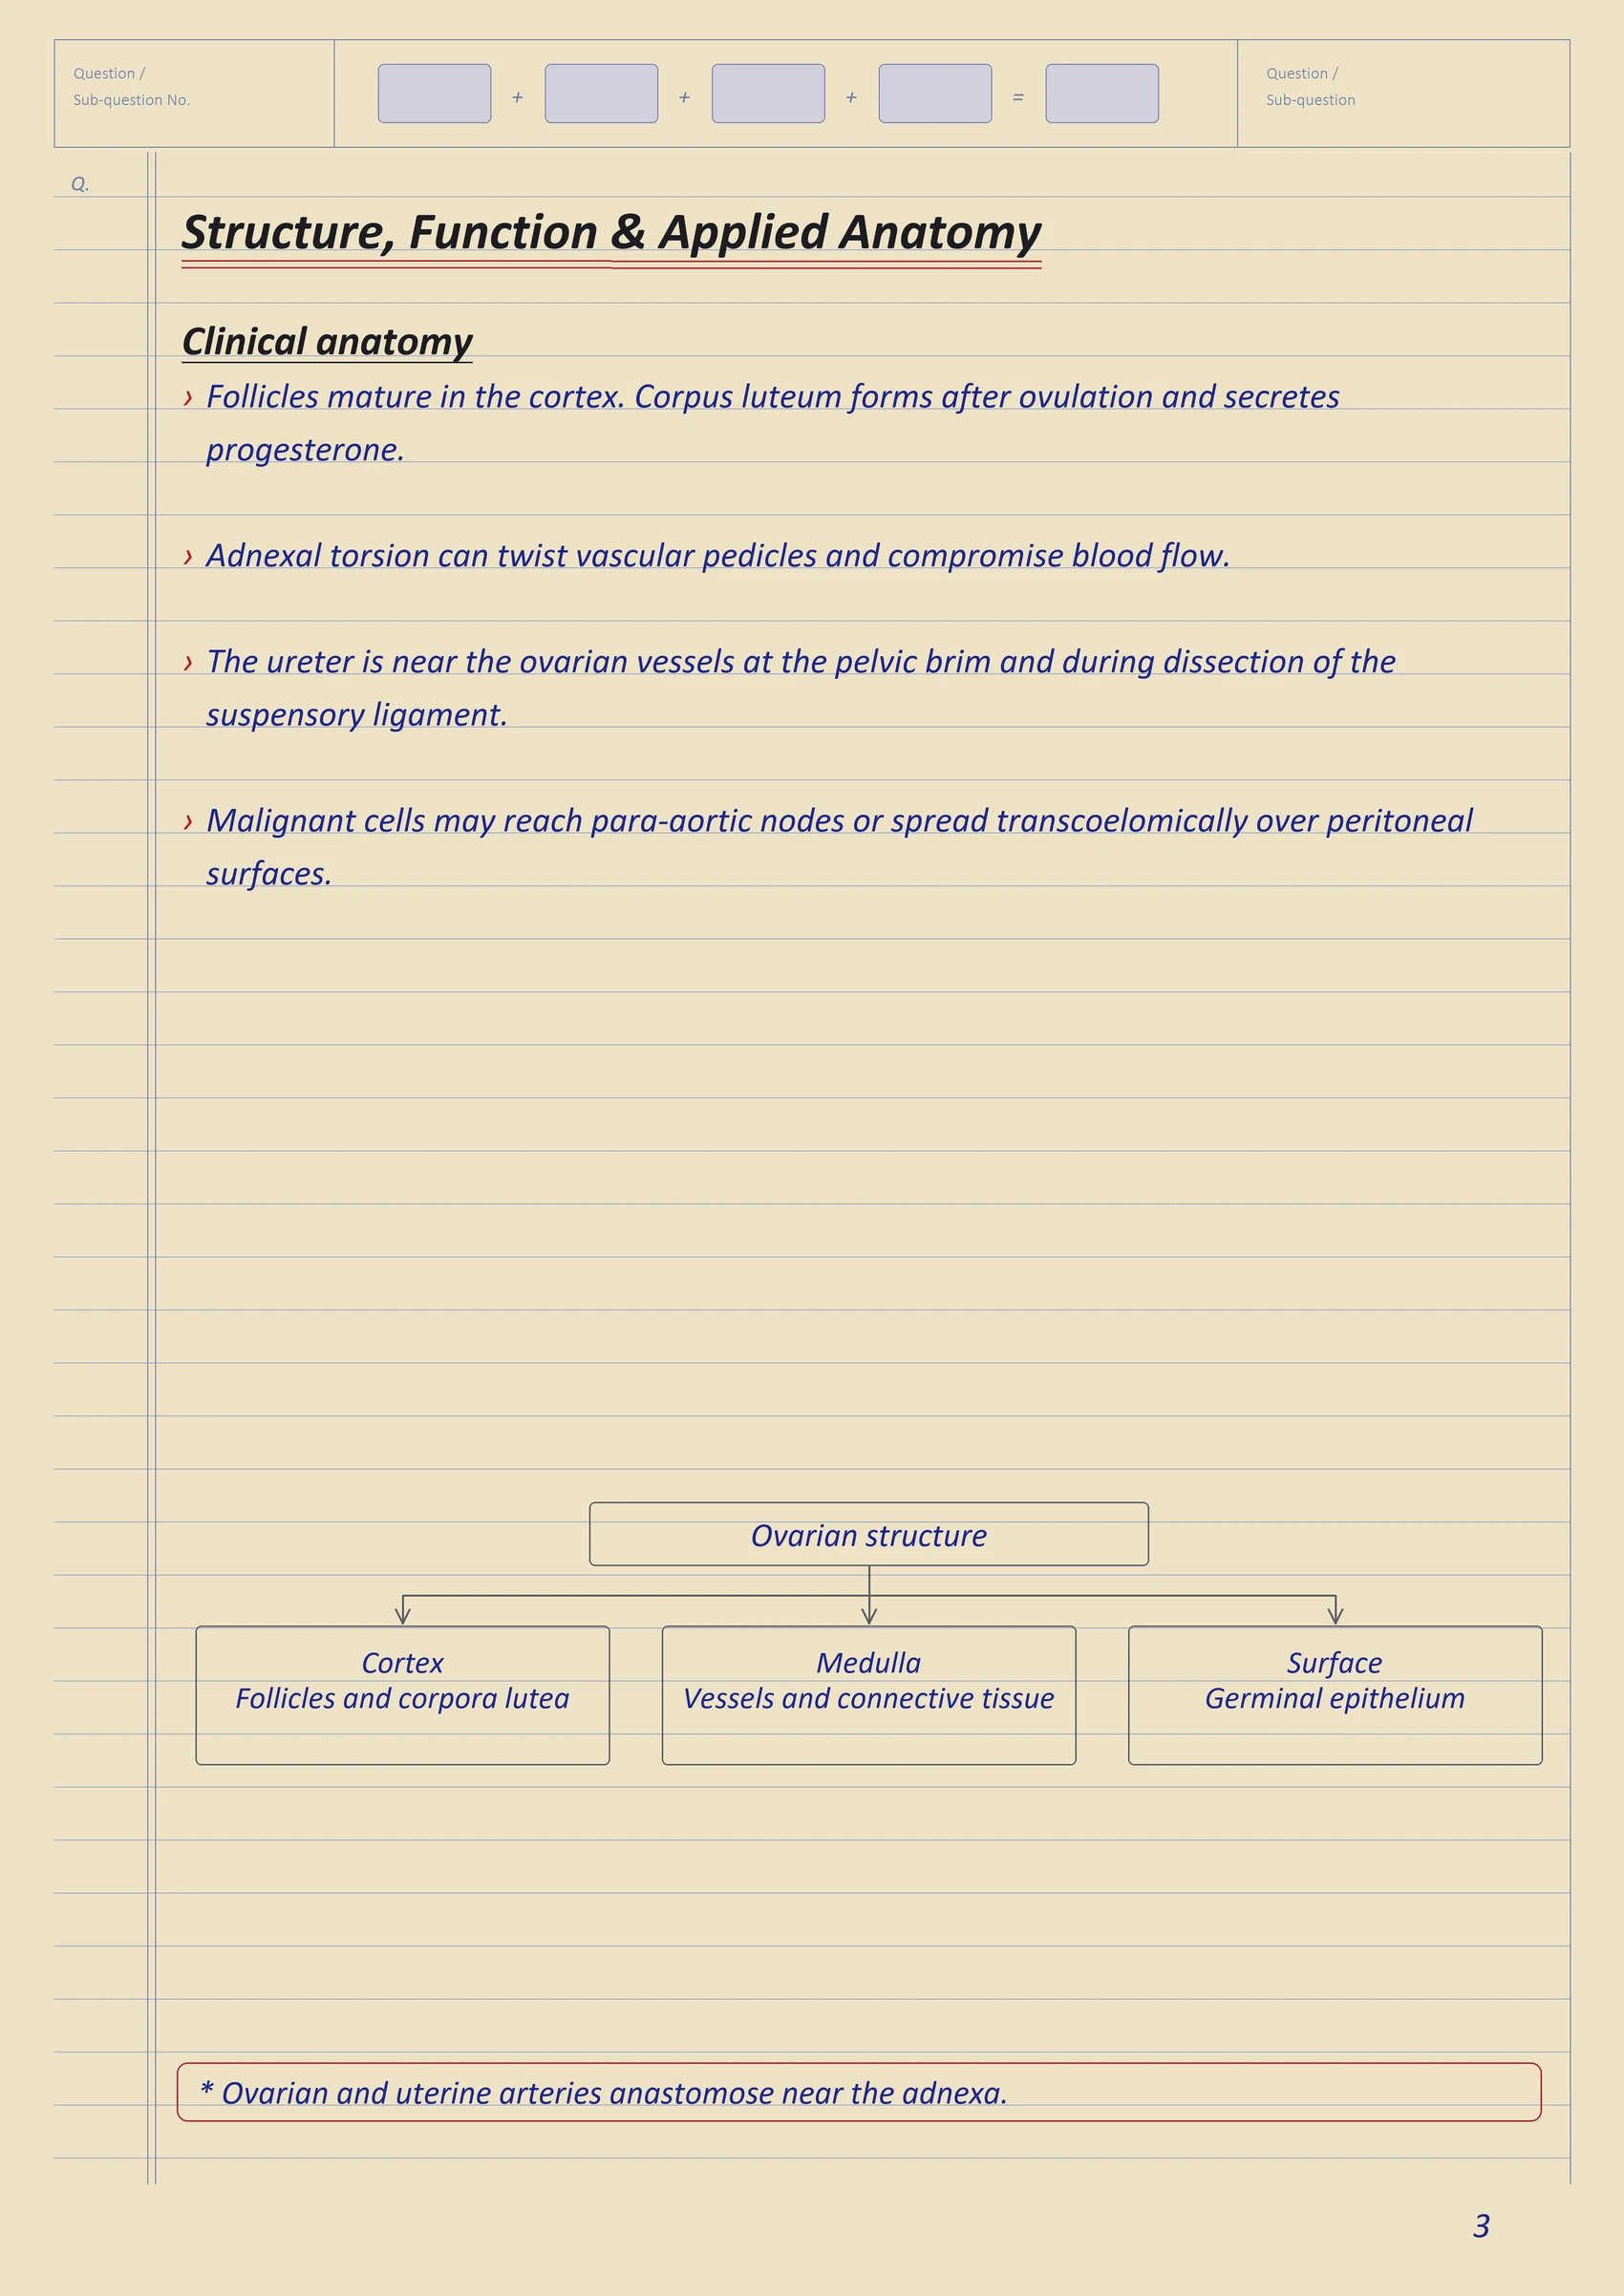 Question /
Sub-question No.
+ + + =
Question /
Sub-question
Q.
Structure, Function & Applied Anatomy
Clinical anatomy
› Follicles mature in the cortex. Corpus luteum forms after ovulation and secretes
progesterone.
› Adnexal torsion can twist vascular pedicles and compromise blood flow.
› The ureter is near the ovarian vessels at the pelvic brim and during dissection of the
suspensory ligament.
› Malignant cells may reach para-aortic nodes or spread transcoelomically over peritoneal
surfaces.
Ovarian structure
Cortex
Follicles and corpora lutea
Medulla
Vessels and connective tissue
Surface
Germinal epithelium
* Ovarian and uterine arteries anastomose near the adnexa.
3